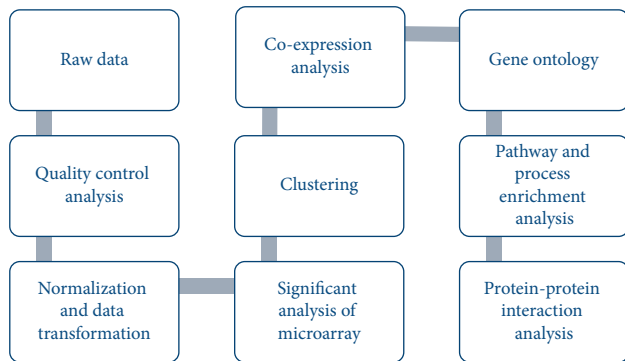 Raw data
Quality control
analysis
Normalization
and data
transformation
Significant
analysis of
microarray
Clustering
Co-expression
analysis
Gene ontology
Pathway and
process
enrichment
analysis
Protein-protein
interaction
analysis